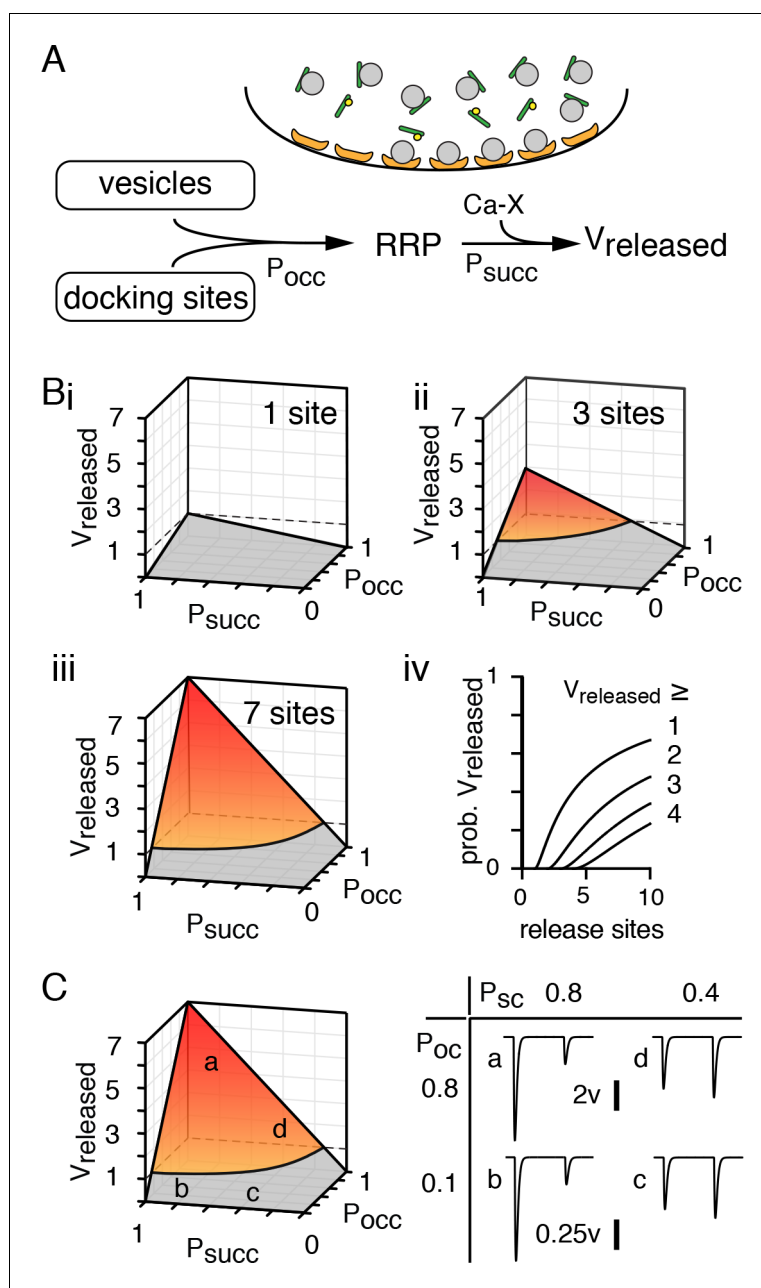 A
vesicles
docking sites
Pocc
RRP
Ca-X
Psucc
Vreleased
Bi
1 site
Vreleased
7
5
3
1
1
Psucc
0
Pocc
1
ii
3 sites
Vreleased
7
5
3
1
1
Psucc
0
Pocc
1
iii
7 sites
Vreleased
7
5
3
1
1
Psucc
0
Pocc
1
iv
Vreleased ≥
1
2
3
4
prob. Vreleased
1
0
0 5 10
release sites
C
Vreleased
7
5
3
1
a
d
b
c
1
Psucc
0
Pocc
1
Psc 0.8 0.4
Poc
0.8
a
d
2v
0.1
b
c
0.25v